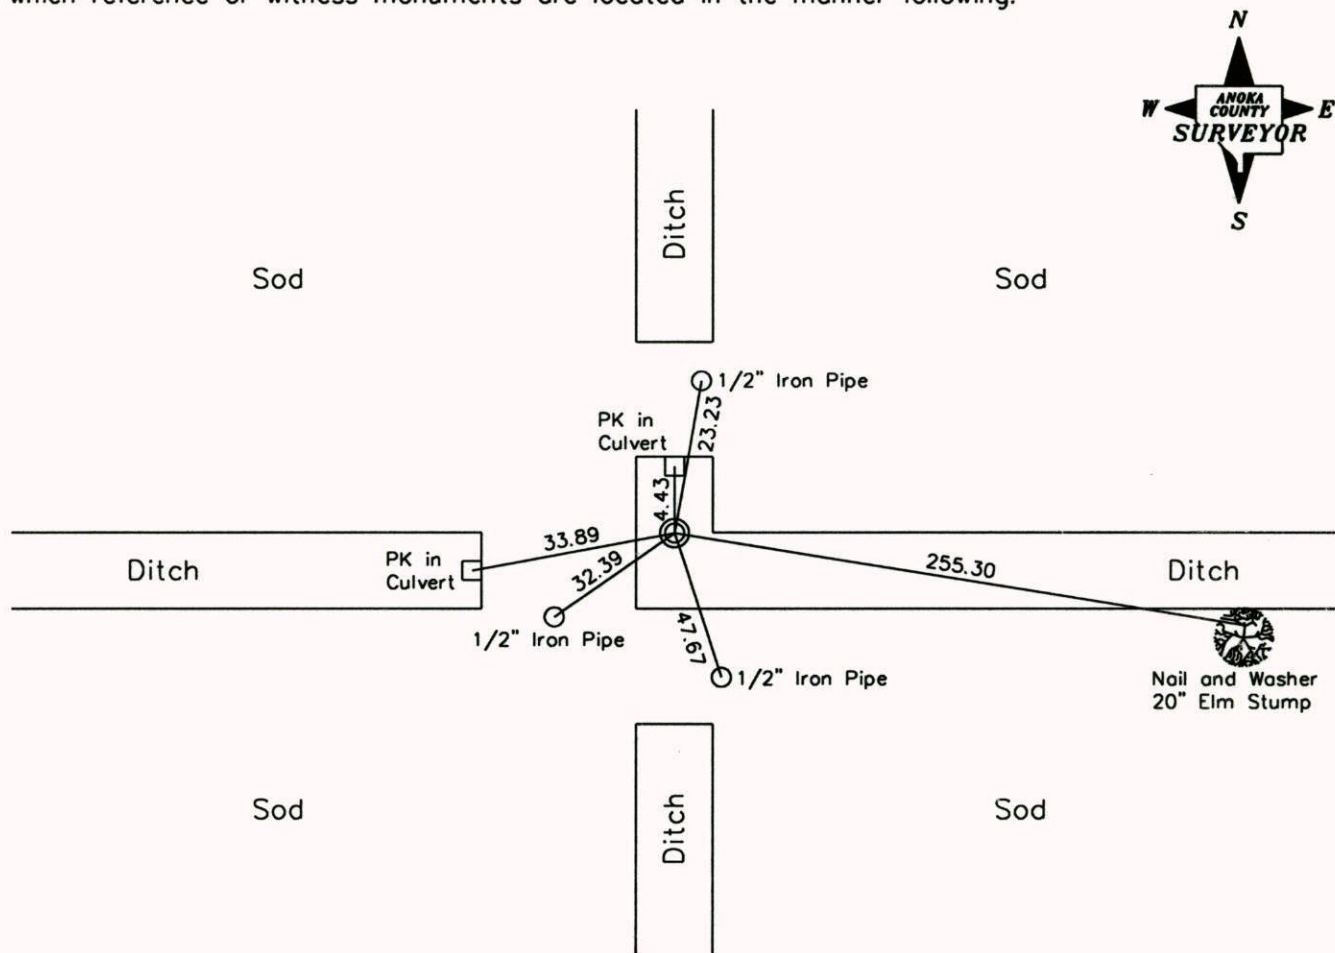 which reference or witness monuments are located in the manner following:
N
W
ANOKA
COUNTY
E
SURVEYOR
S
Ditch
Sod
Sod
1/2" Iron Pipe
PK in
Culvert
23.23
4.43
33.89
PK in
Culvert
Ditch
32.39
255.30
Ditch
1/2" Iron Pipe
47.67
1/2" Iron Pipe
Nail and Washer
20" Elm Stump
Sod
Ditch
Sod